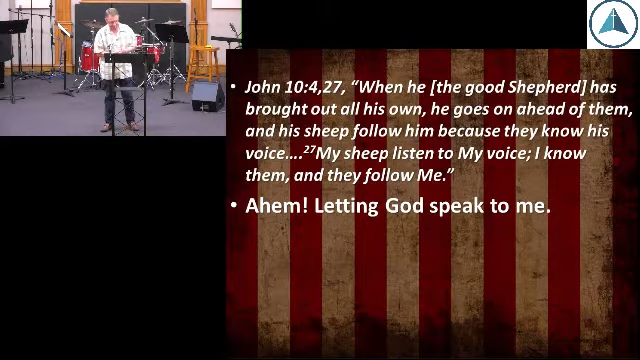 • John 10:4,27, “When he [the good Shepherd] has
brought out all his own, he goes on ahead of them,
and his sheep follow him because they know his
voice….²⁷My sheep listen to My voice; I know
them, and they follow Me.”
• Ahem! Letting God speak to me.